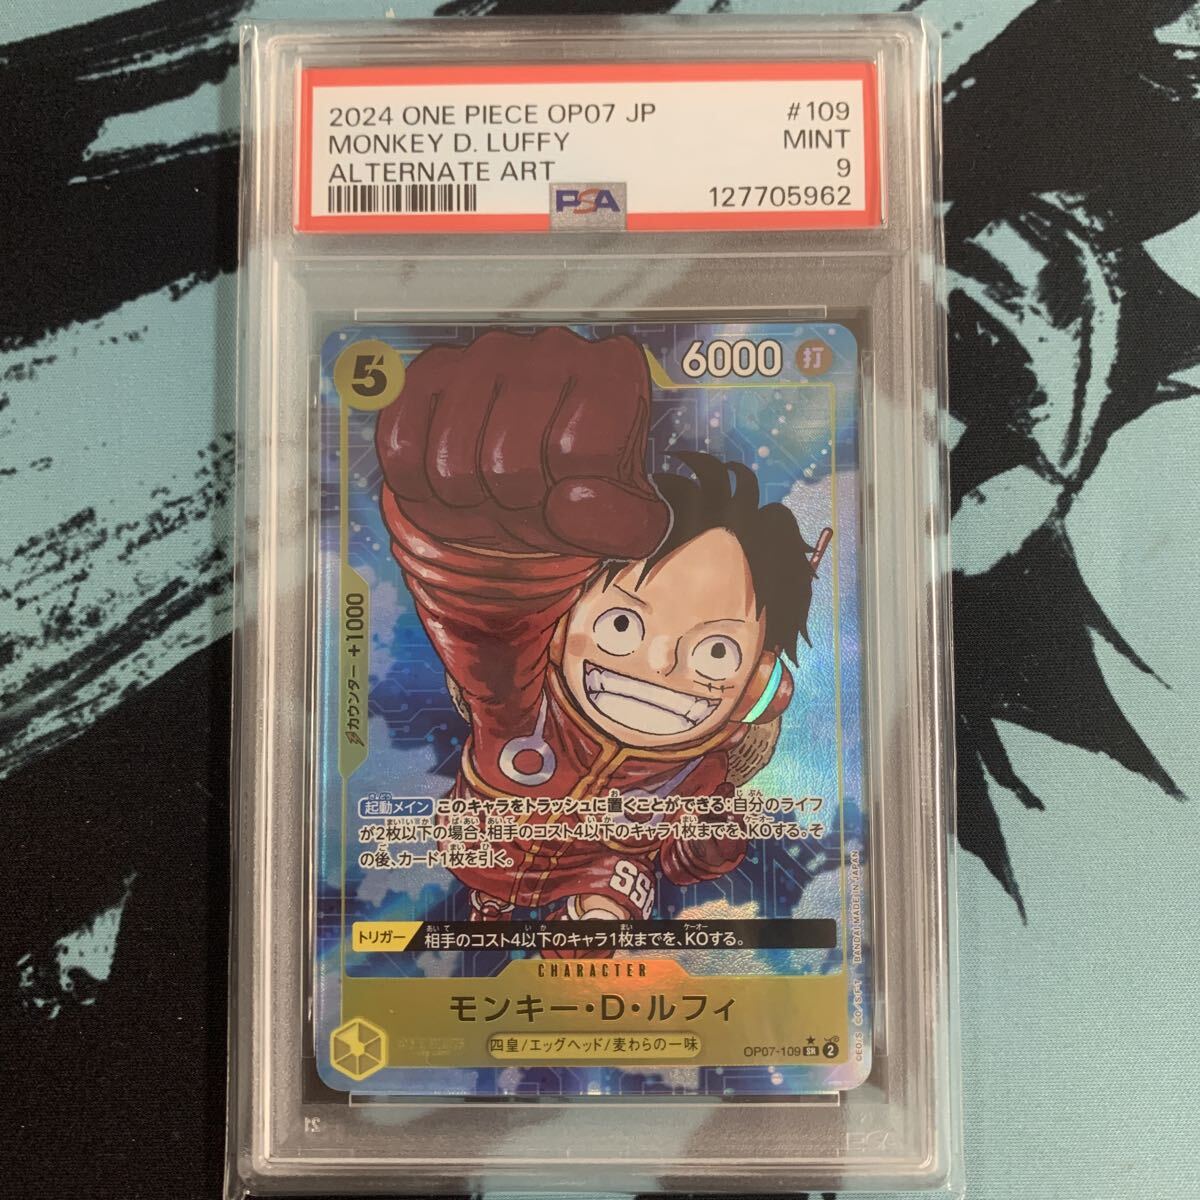 2024 ONE PIECE OP07 JP #109
MONKEY D. LUFFY MINT
ALTERNATE ART 9
PSA 127705962
5
6000 打
カウンター +1000
起動メイン このキャラをトラッシュに置くことができる:自分のライフ
が2枚以下の場合、相手のコスト4以下のキャラ1枚までを、KOする。そ
の後、カード1枚を引く。
SSG
トリガー 相手のコスト4以下のキャラ1枚までを、KOする。
CHARACTER
モンキー・D・ルフィ
四皇/エッグヘッド/麦わらの一味
OP07-109 SR 2
©E.O./S. ©O./S.F.T BANDAI MADE IN JAPAN